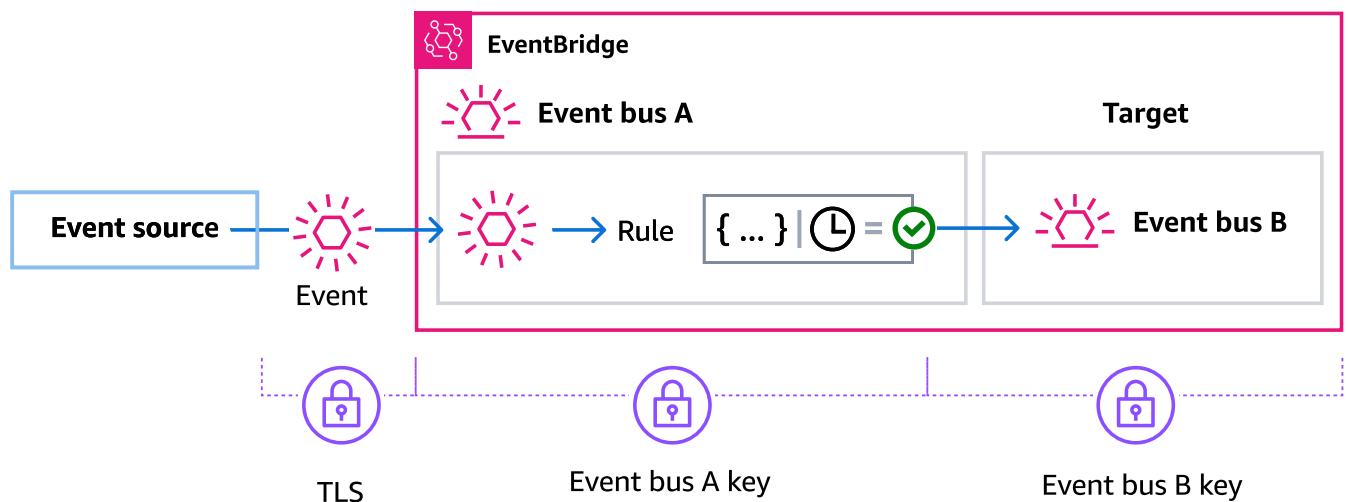 EventBridge
Event bus A
Target
Event source
Event
Rule
{ ... } | =
Event bus B
TLS
Event bus A key
Event bus B key